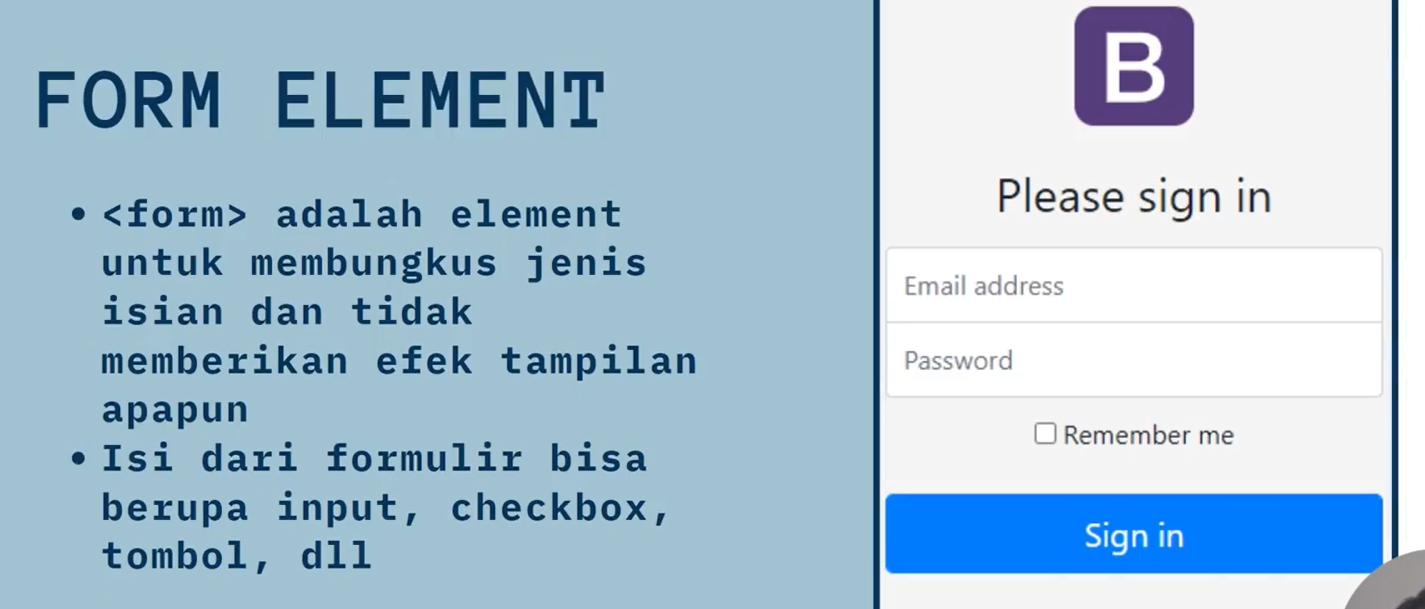 FORM ELEMENT
• <form> adalah element
untuk membungkus jenis
isian dan tidak
memberikan efek tampilan
apapun
• Isi dari formulir bisa
berupa input, checkbox,
tombol, dll
B
Please sign in
Email address
Password
Remember me
Sign in